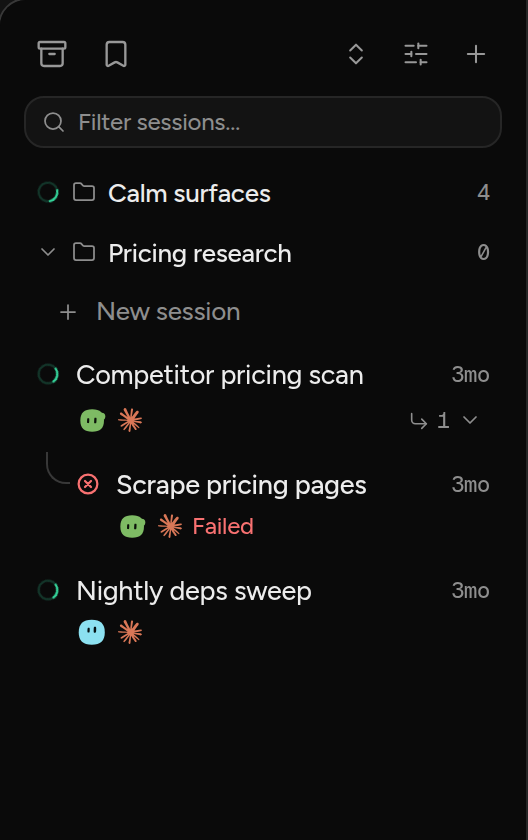 Filter sessions...
Calm surfaces 4
Pricing research 0
New session
Competitor pricing scan 3mo
1
Scrape pricing pages 3mo
Failed
Nightly deps sweep 3mo